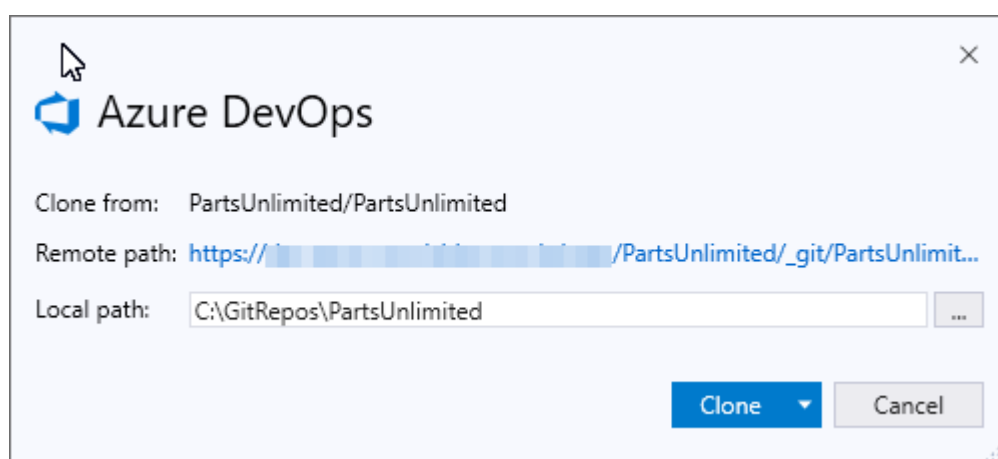 Azure DevOps
Clone from: PartsUnlimited/PartsUnlimited
Remote path: https:// /PartsUnlimited/_git/PartsUnlimit...
Local path: C:\GitRepos\PartsUnlimited ...
Clone Cancel